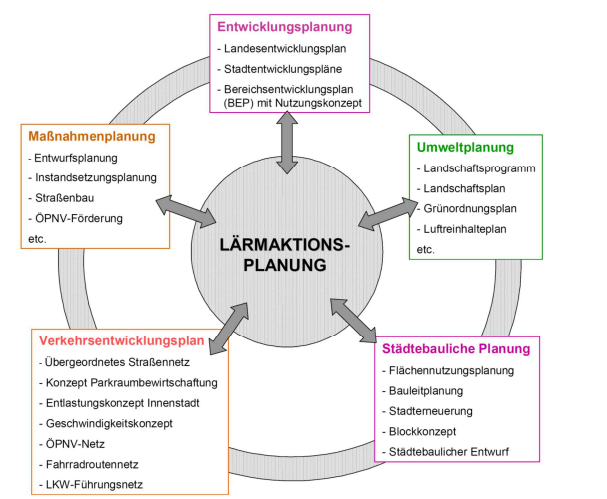 Entwicklungsplanung
- Landesentwicklungsplan
- Stadtentwicklungspläne
- Bereichsentwicklungsplan
(BEP) mit Nutzungskonzept
Maßnahmenplanung
- Entwurfsplanung
- Instandsetzungsplanung
- Straßenbau
- ÖPNV-Förderung
etc.
Umweltplanung
- Landschaftsprogramm
- Landschaftsplan
- Grünordnungsplan
- Luftreinhalteplan
etc.
LÄRMAKTIONS-
PLANUNG
Verkehrsentwicklungsplan
- Übergeordnetes Straßennetz
- Konzept Parkraumbewirtschaftung
- Entlastungskonzept Innenstadt
- Geschwindigkeitskonzept
- ÖPNV-Netz
- Fahrradroutennetz
- LKW-Führungsnetz
Städtebauliche Planung
- Flächennutzungsplanung
- Bauleitplanung
- Stadterneuerung
- Blockkonzept
- Städtebaulicher Entwurf